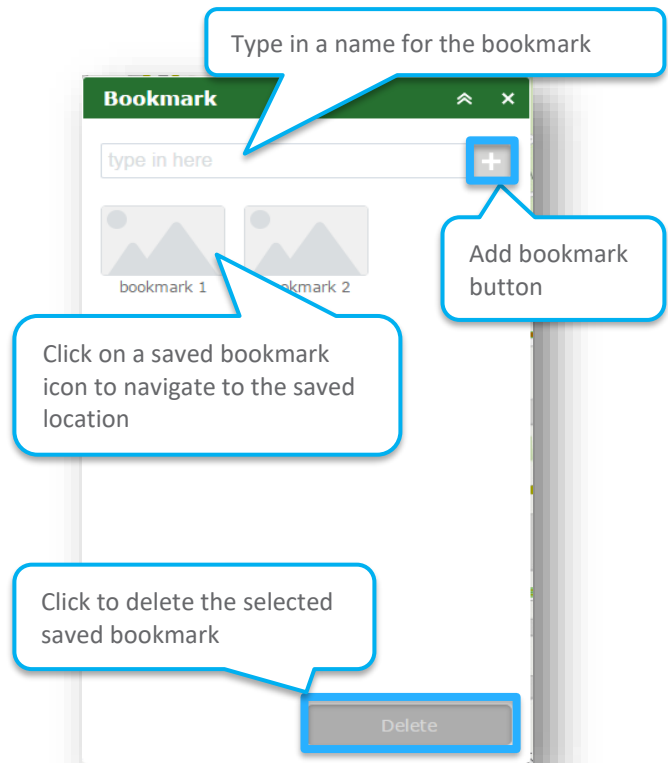 Type in a name for the bookmark
Bookmark
type in here
Add bookmark
button
bookmark 1
okmark 2
Click on a saved bookmark
icon to navigate to the saved
location
Click to delete the selected
saved bookmark
Delete